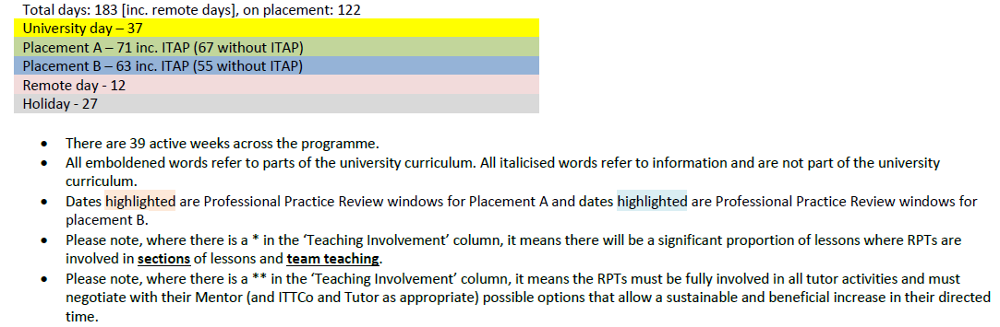 Total days: 183 [inc. remote days], on placement: 122
University day – 37
Placement A – 71 inc. ITAP (67 without ITAP)
Placement B – 63 inc. ITAP (55 without ITAP)
Remote day - 12
Holiday - 27
• There are 39 active weeks across the programme.
• All emboldened words refer to parts of the university curriculum. All italicised words refer to information and are not part of the university
curriculum.
• Dates highlighted are Professional Practice Review windows for Placement A and dates highlighted are Professional Practice Review windows for
placement B.
• Please note, where there is a * in the ‘Teaching Involvement’ column, it means there will be a significant proportion of lessons where RPTs are
involved in sections of lessons and team teaching.
• Please note, where there is a ** in the ‘Teaching Involvement’ column, it means the RPTs must be fully involved in all tutor activities and must
negotiate with their Mentor (and ITTCo and Tutor as appropriate) possible options that allow a sustainable and beneficial increase in their directed
time.